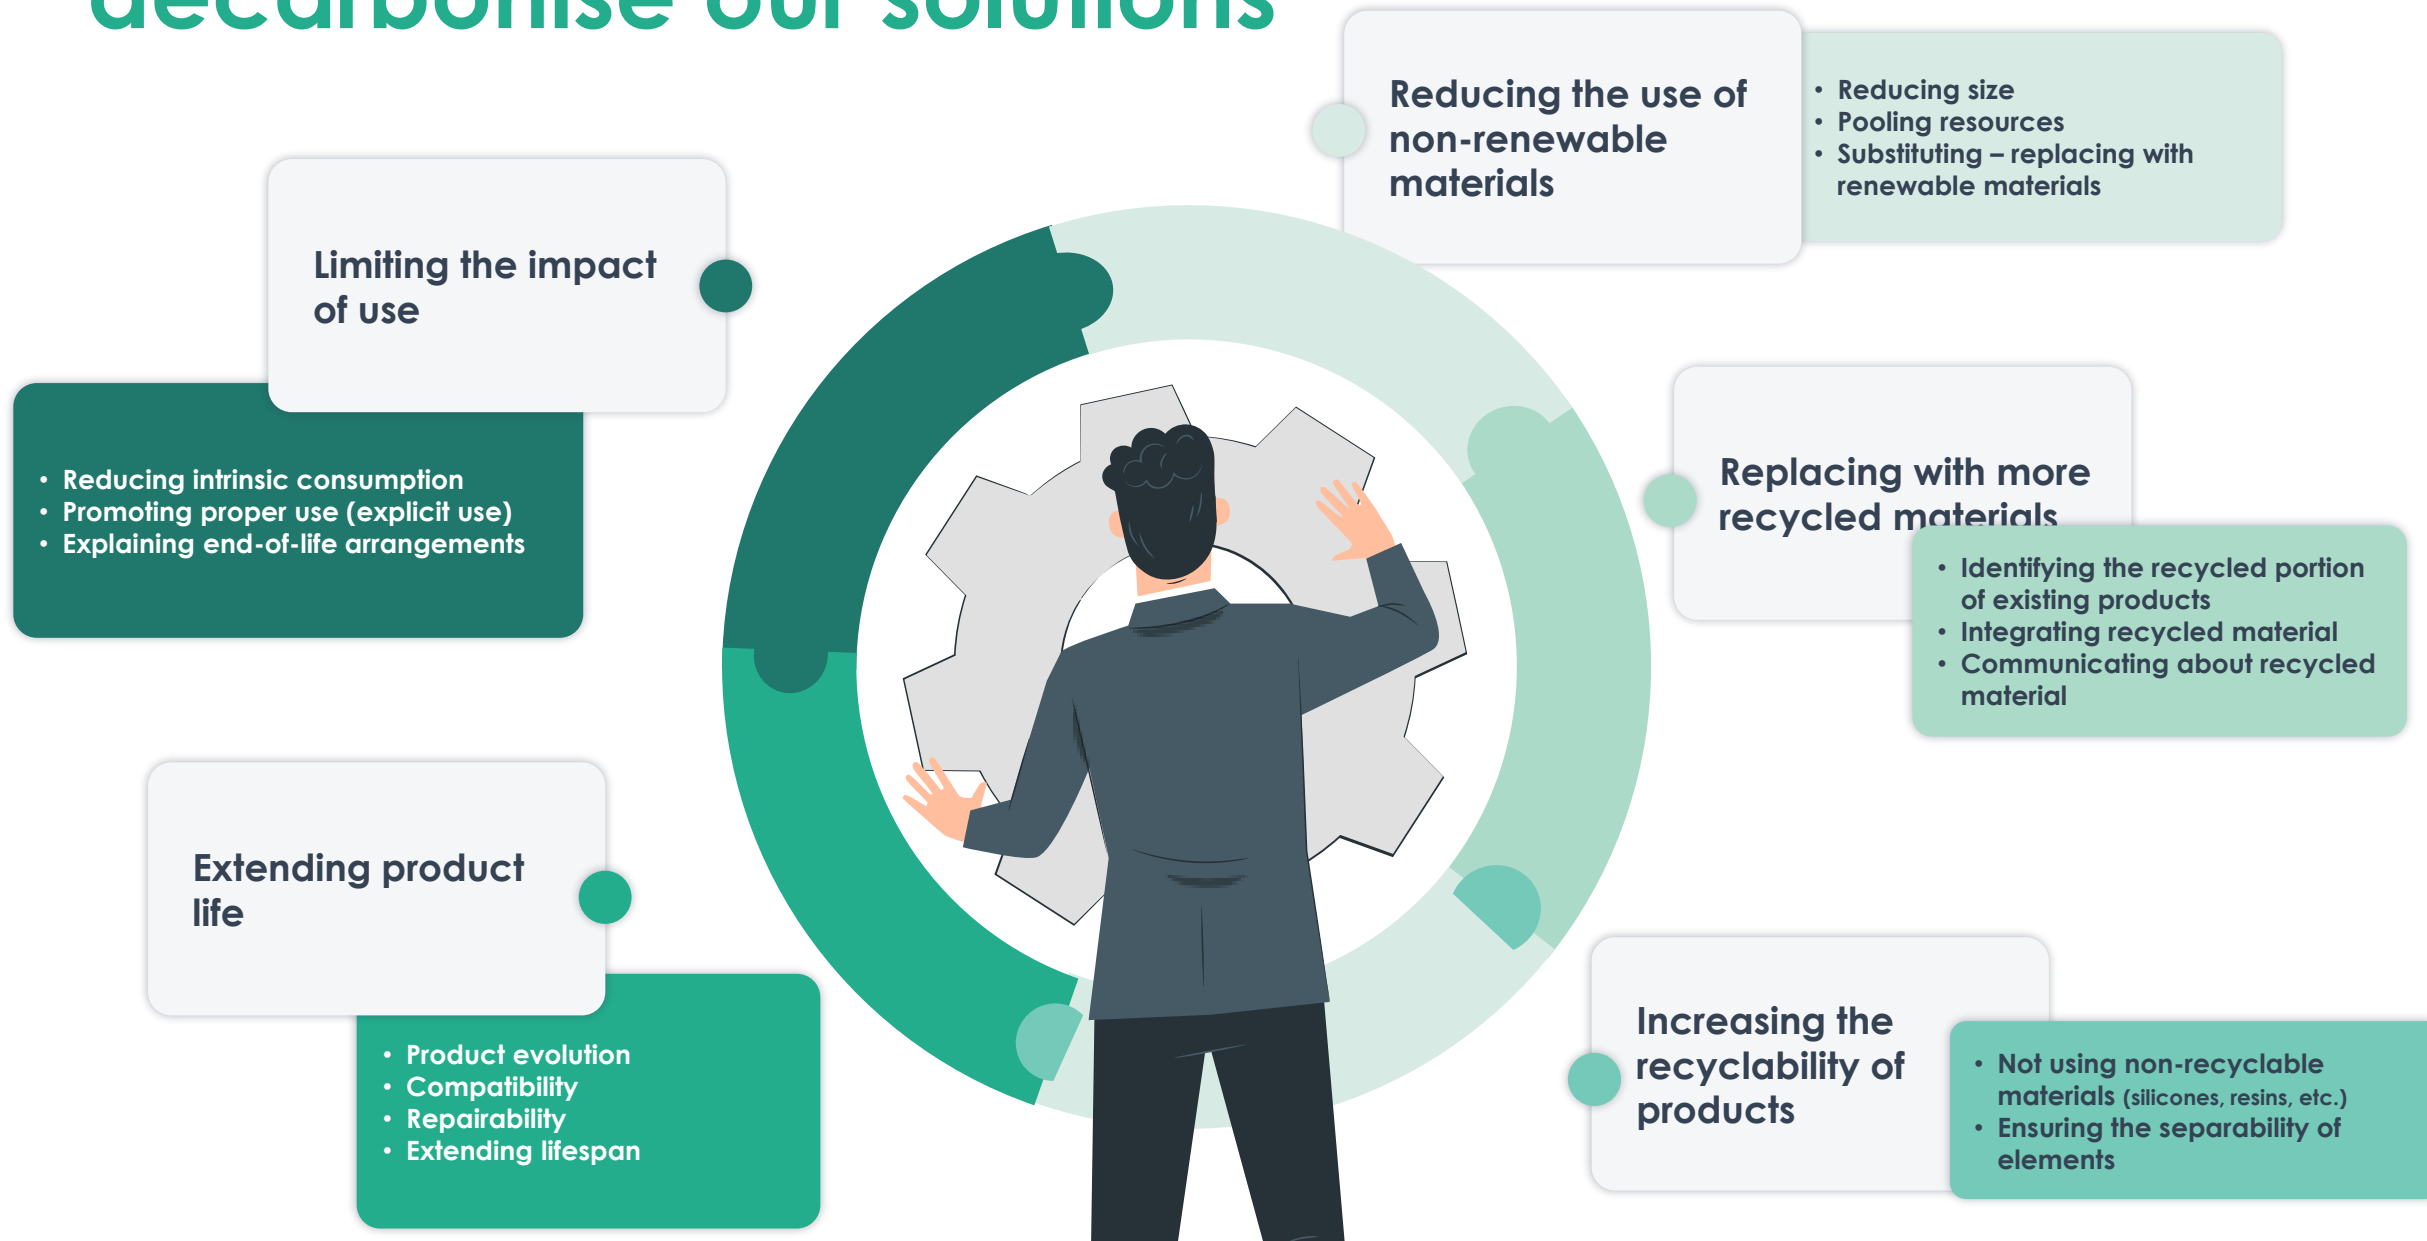 decarbonise our solutions
Reducing the use of
non-renewable
materials
• Reducing size
• Pooling resources
• Substituting – replacing with
renewable materials
Limiting the impact
of use
• Reducing intrinsic consumption
• Promoting proper use (explicit use)
• Explaining end-of-life arrangements
Replacing with more
recycled materials
• Identifying the recycled portion
of existing products
• Integrating recycled material
• Communicating about recycled
material
Extending product
life
• Product evolution
• Compatibility
• Repairability
• Extending lifespan
Increasing the
recyclability of
products
• Not using non-recyclable
materials (silicones, resins, etc.)
• Ensuring the separability of
elements